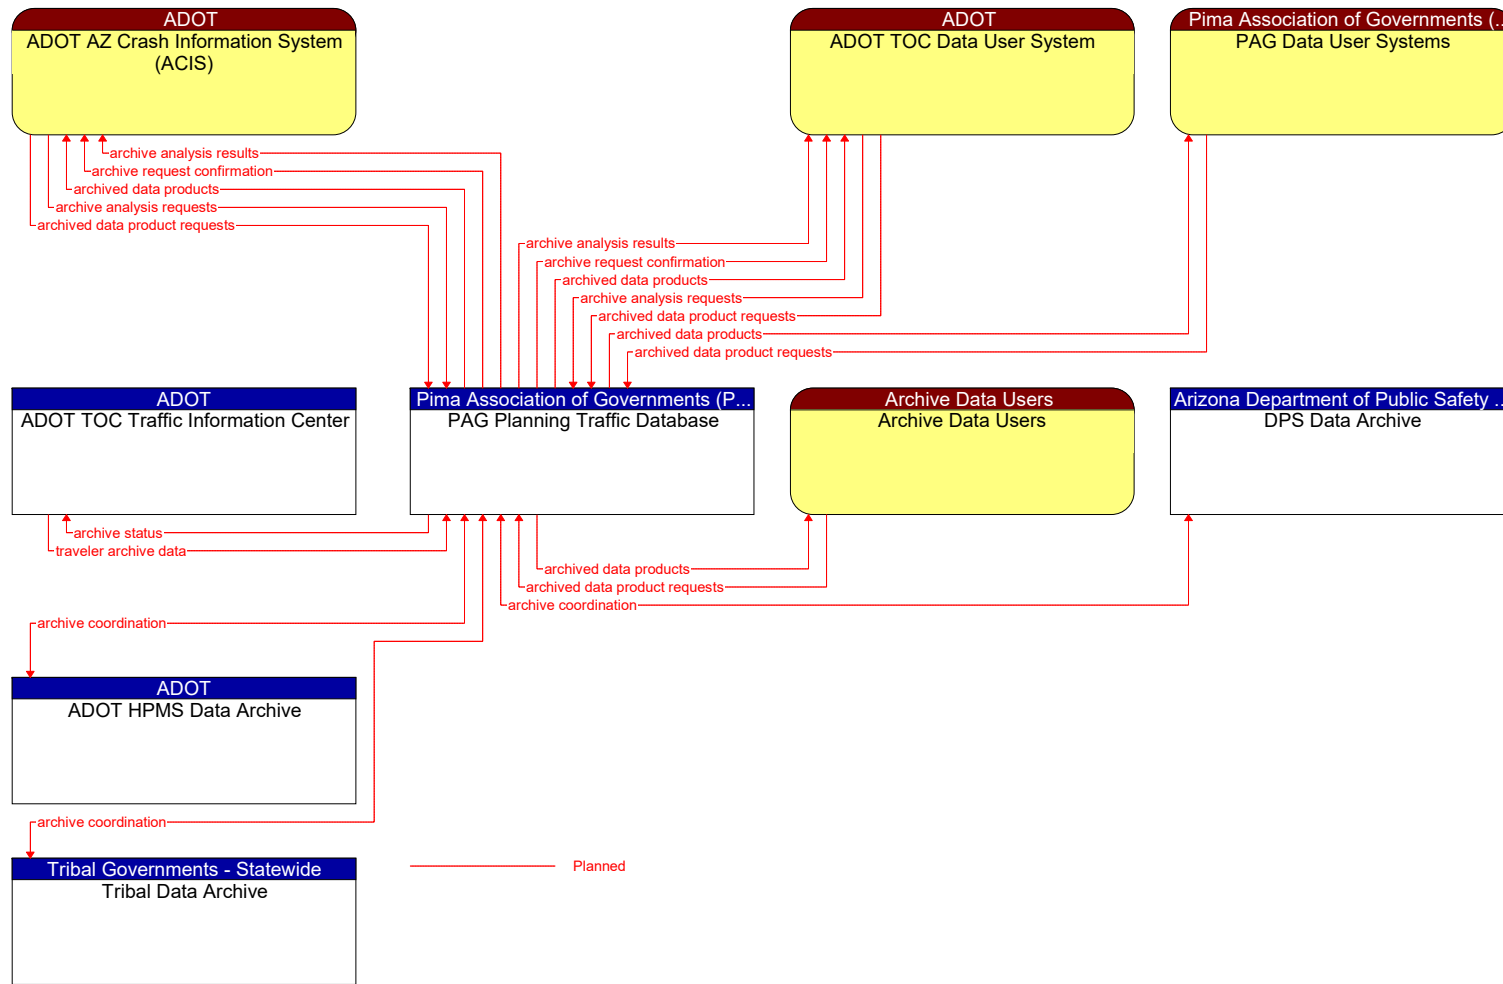 ADOT
ADOT AZ Crash Information System
(ACIS)
ADOT
ADOT TOC Data User System
Pima Association of Governments (...
PAG Data User Systems
archive analysis results
archive request confirmation
archived data products
archive analysis requests
archived data product requests
archive analysis results
archive request confirmation
archived data products
archive analysis requests
archived data product requests
archived data products
archived data product requests
ADOT
ADOT TOC Traffic Information Center
Pima Association of Governments (P...
PAG Planning Traffic Database
Archive Data Users
Archive Data Users
Arizona Department of Public Safety ...
DPS Data Archive
archive status
traveler archive data
archived data products
archived data product requests
archive coordination
archive coordination
ADOT
ADOT HPMS Data Archive
archive coordination
Tribal Governments - Statewide
Tribal Data Archive
Planned